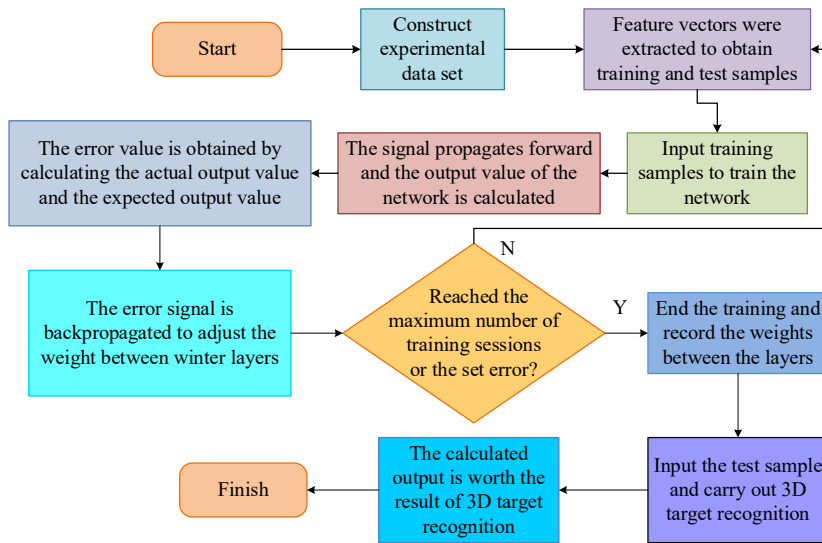 Start
Construct
experimental
data set
Feature vectors were
extracted to obtain
training and test samples
The error value is obtained by
calculating the actual output value
and the expected output value
The signal propagates forward
and the output value of
the network is calculated
Input training
samples to train the
network
N
The error signal is
backpropagated to adjust the
weight between winter layers
Reached the
maximum number of
training sessions
or the set error?
Y
End the training and
record the weights
between the layers
Finish
The calculated
output is worth the
result of 3D target
recognition
Input the test sample
and carry out 3D
target recognition